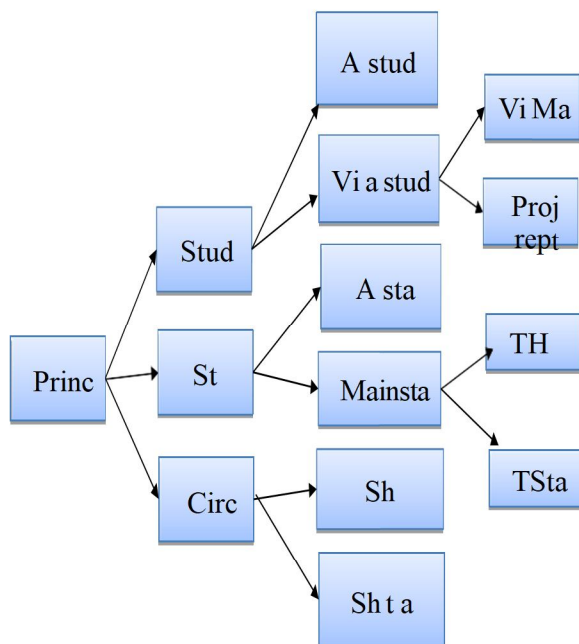 A stud
Vi Ma
Vi a stud
Proj
rept
Stud
A sta
TH
Princ
St
Mainsta
TSta
Circ
Sh
Sh t a